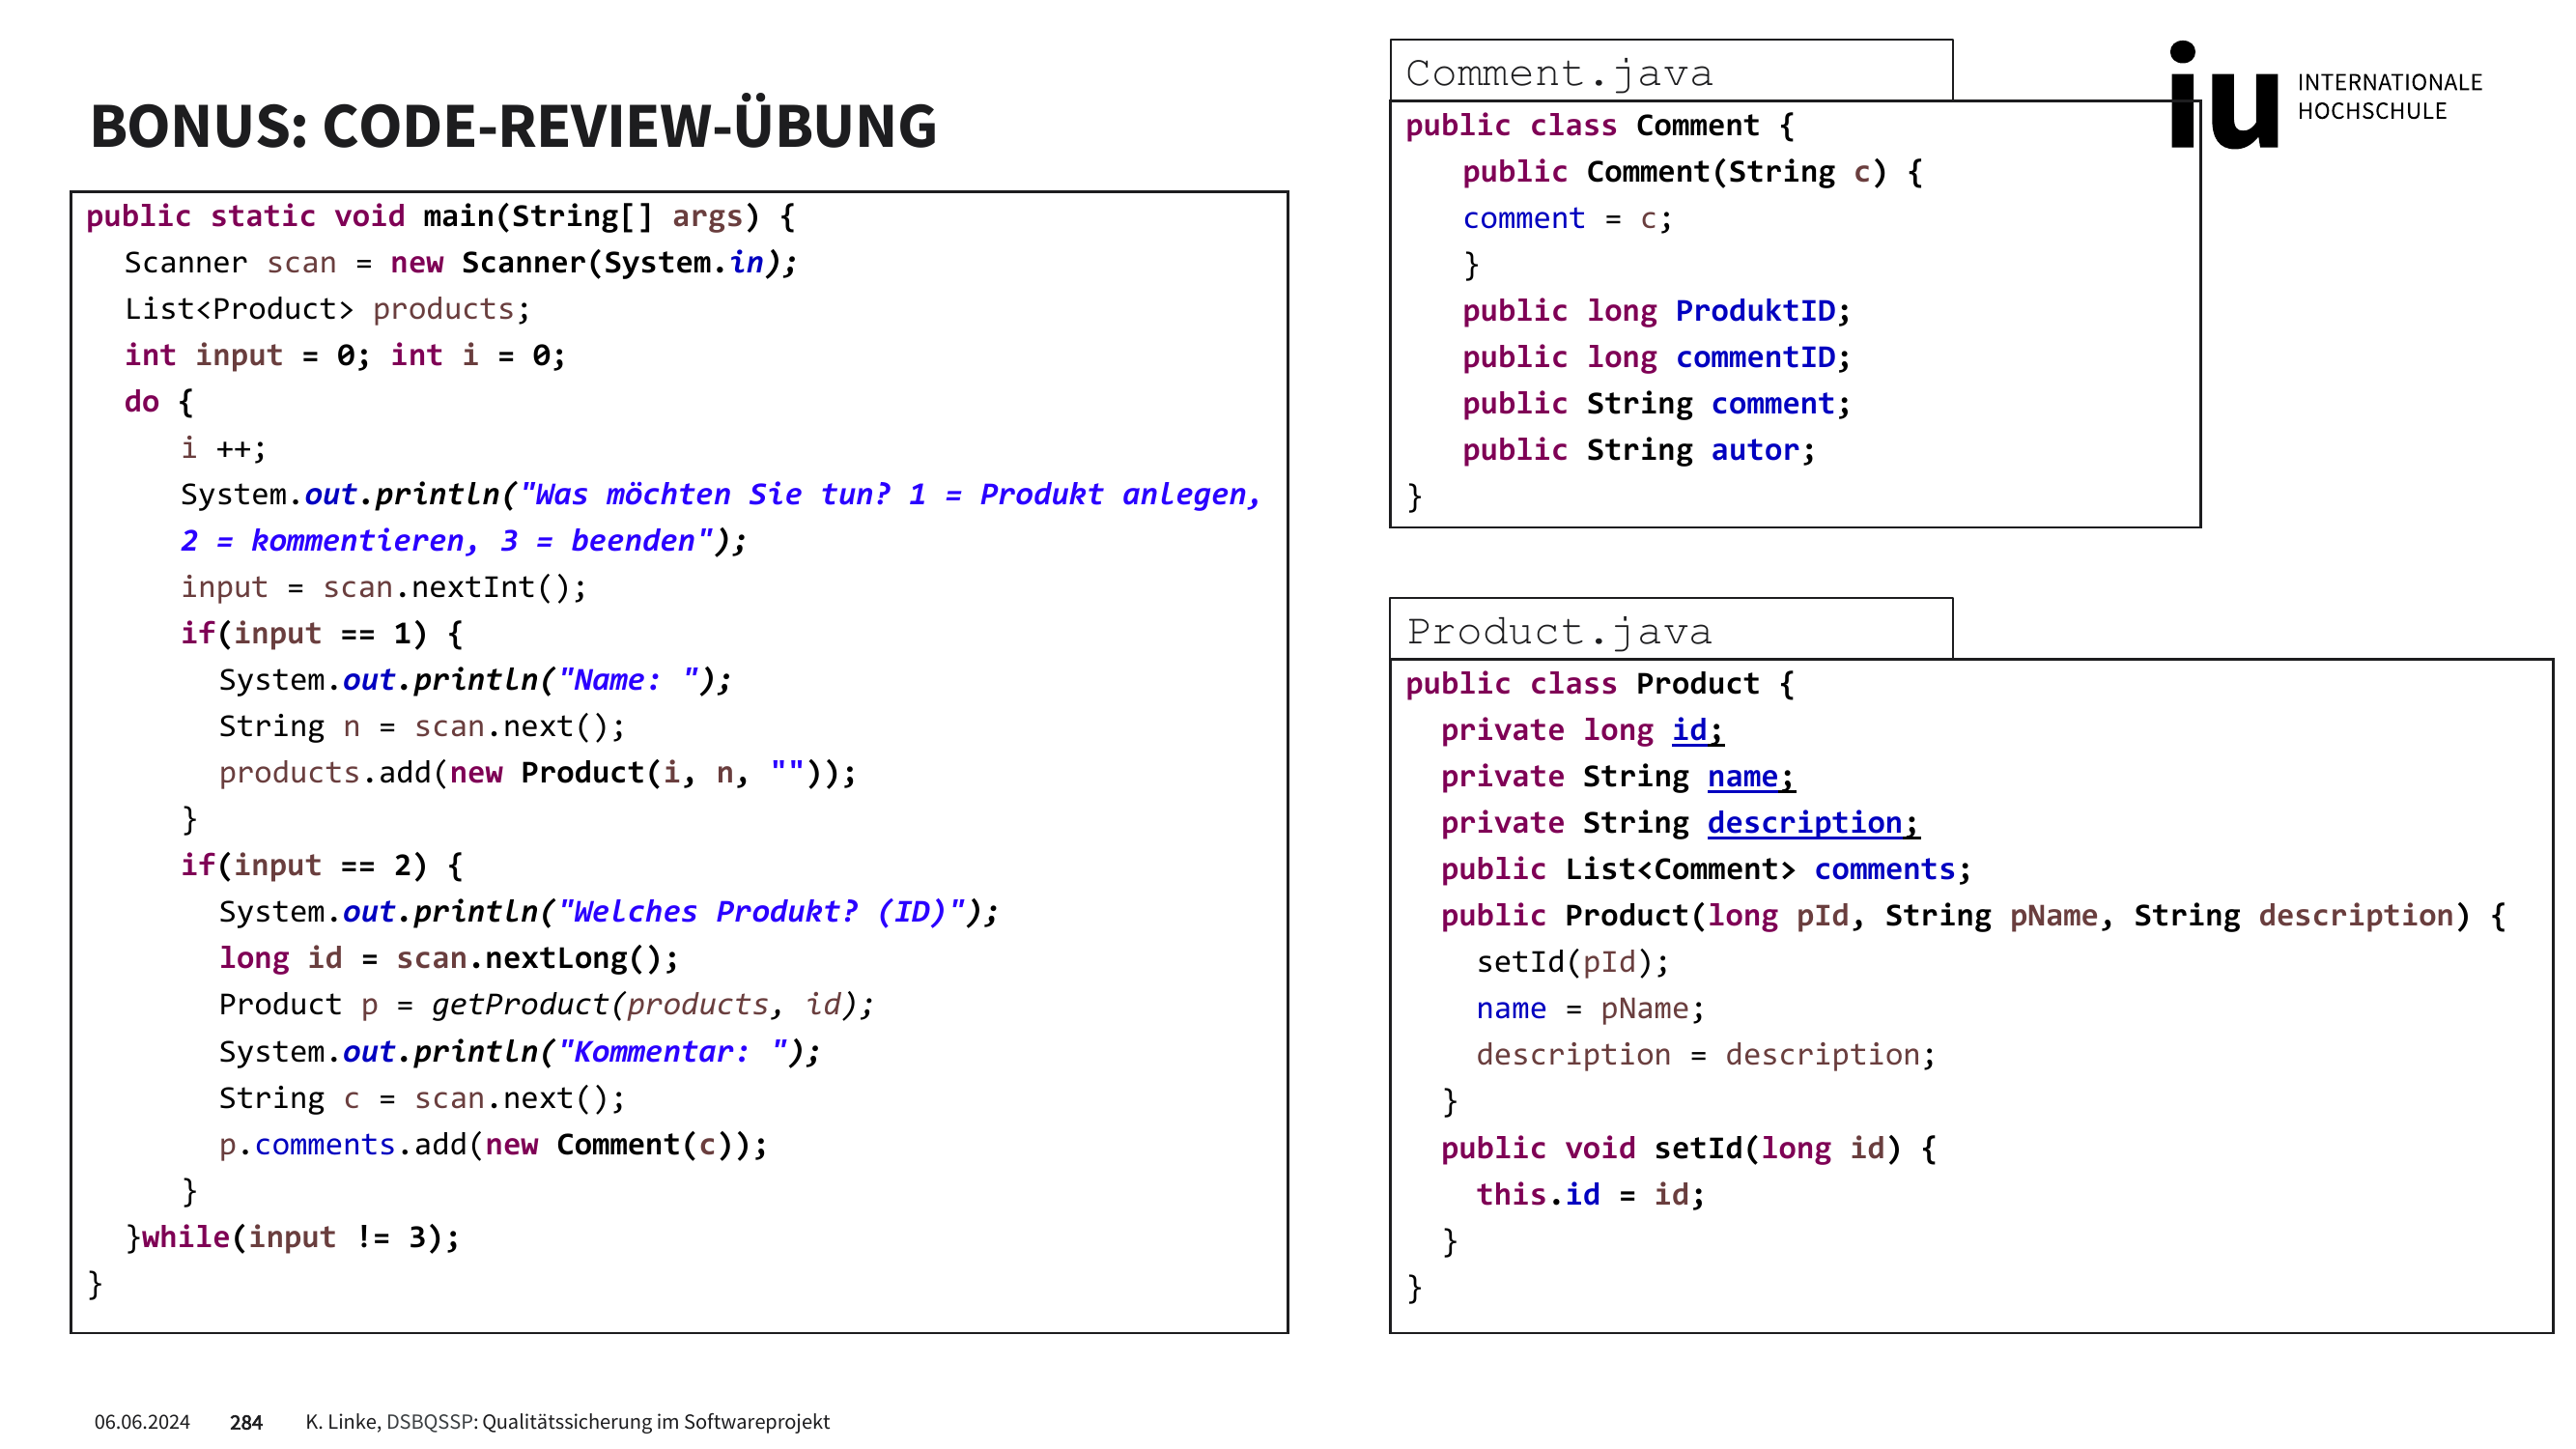 BONUS: CODE-REVIEW-ÜBUNG
public static void main(String[] args) {
Scanner scan = new Scanner(System.in);
List<Product> products;
int input = 0; int i = 0;
do {
i ++;
System.out.println("Was möchten Sie tun? 1 = Produkt anlegen,
2 = kommentieren, 3 = beenden");
input = scan.nextInt();
if(input == 1) {
System.out.println("Name: ");
String n = scan.next();
products.add(new Product(i, n, ""));
}
if(input == 2) {
System.out.println("Welches Produkt? (ID)");
long id = scan.nextLong();
Product p = getProduct(products, id);
System.out.println("Kommentar: ");
String c = scan.next();
p.comments.add(new Comment(c));
}
}while(input != 3);
}
Comment.java
public class Comment {
public Comment(String c) {
comment = c;
}
public long ProduktID;
public long commentID;
public String comment;
public String autor;
}
iu INTERNATIONALE
HOCHSCHULE
Product.java
public class Product {
private long id;
private String name;
private String description;
public List<Comment> comments;
public Product(long pId, String pName, String description) {
setId(pId);
name = pName;
description = description;
}
public void setId(long id) {
this.id = id;
}
}
06.06.2024 284 K. Linke, DSBQSSP: Qualitätssicherung im Softwareprojekt